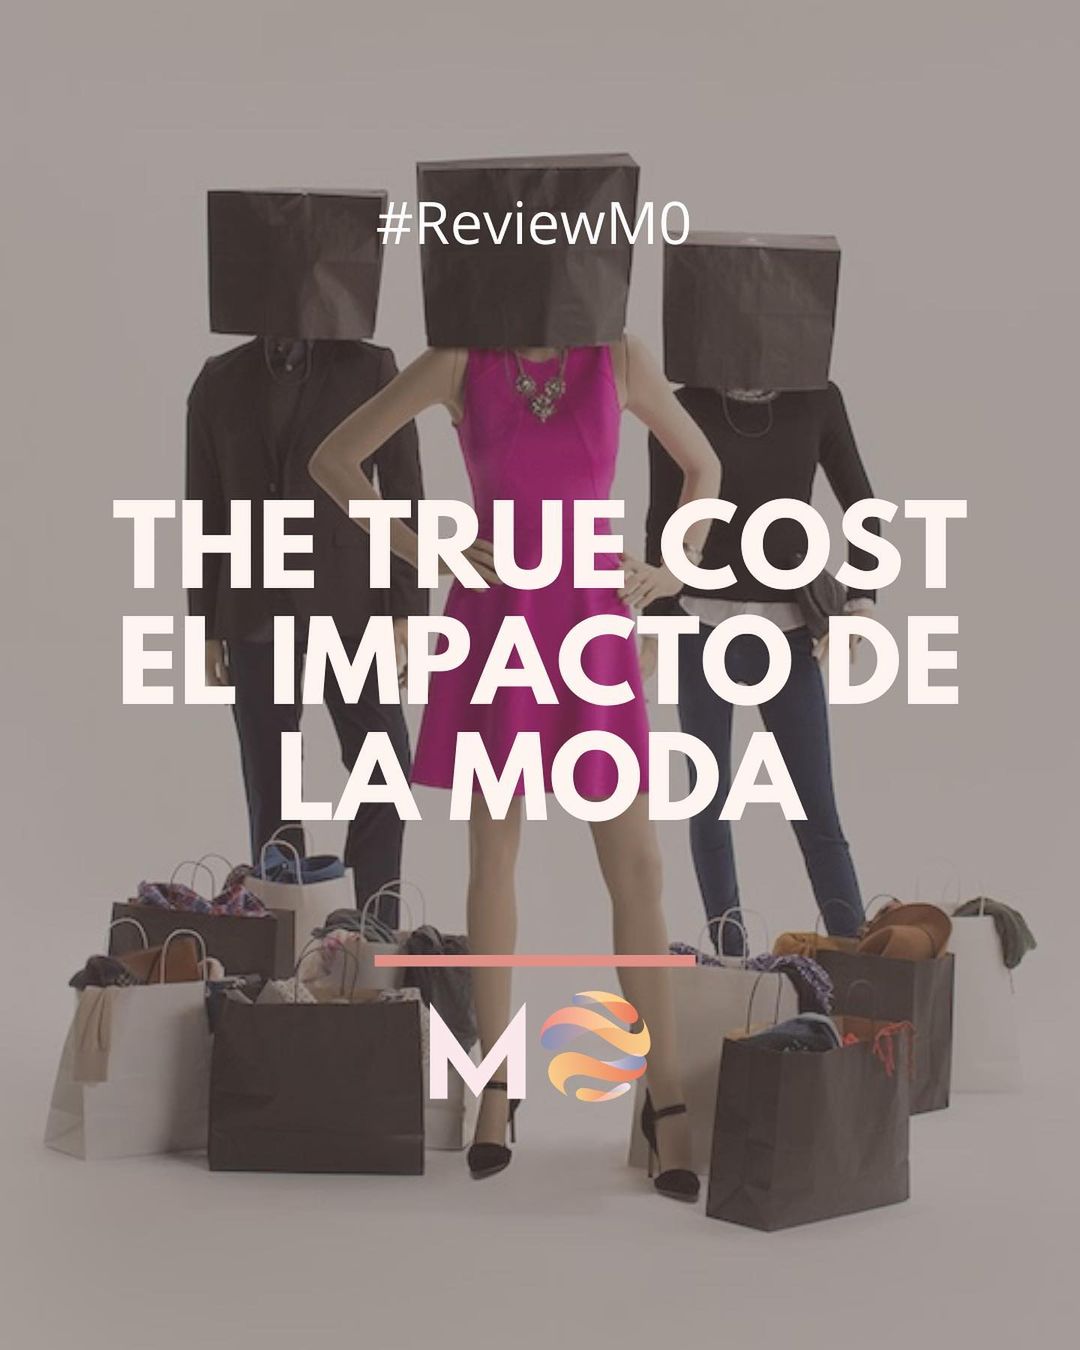 #ReviewM0
THE TRUE COST
EL IMPACTO DE
LA MODA
M